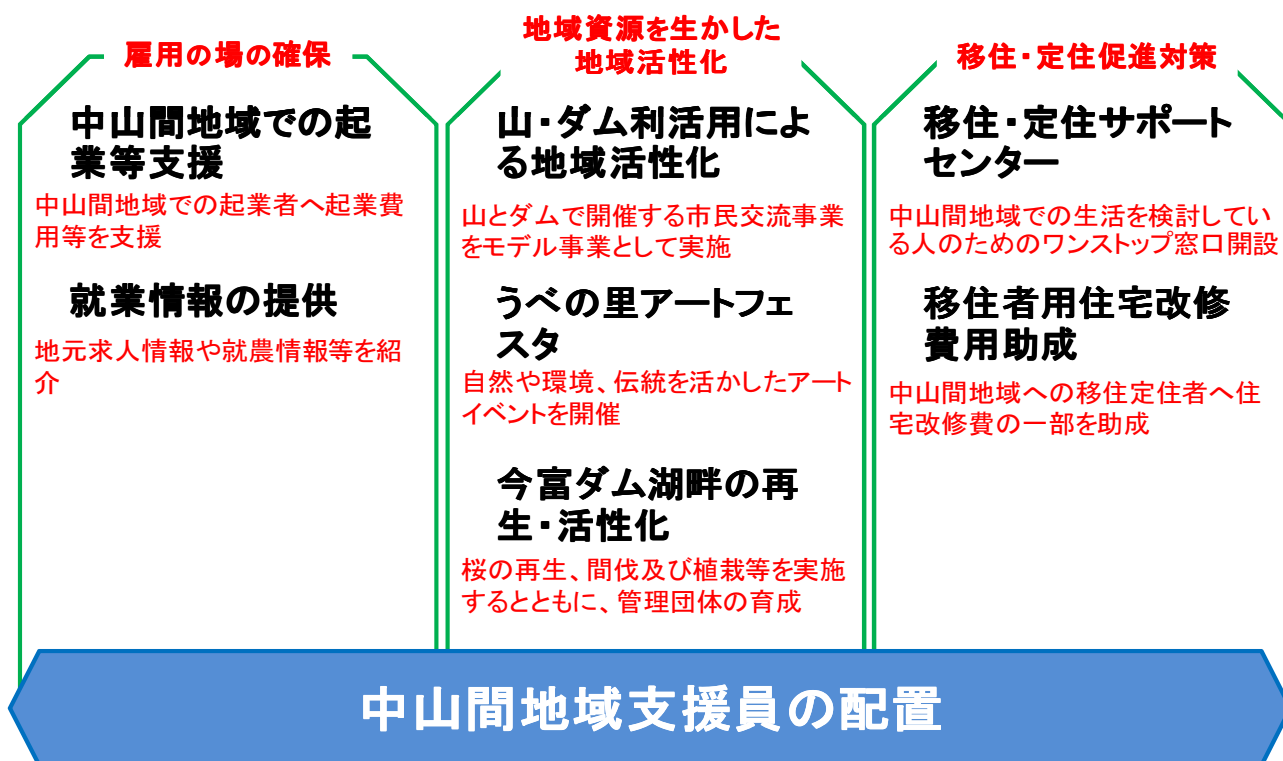 雇用の場の確保
中山間地域での起
業等支援
中山間地域での起業者へ起業費
用等を支援
就業情報の提供
地元求人情報や就農情報等を紹
介
地域資源を生かした
地域活性化
山・ダム利活用によ
る地域活性化
山とダムで開催する市民交流事業
をモデル事業として実施
うべの里アートフェ
スタ
自然や環境、伝統を活かしたアート
イベントを開催
今富ダム湖畔の再
生・活性化
桜の再生、間伐及び植栽等を実施
するとともに、管理団体の育成
移住・定住促進対策
移住・定住サポート
センター
中山間地域での生活を検討してい
る人のためのワンストップ窓口開設
移住者用住宅改修
費用助成
中山間地域への移住定住者へ住
宅改修費の一部を助成
中山間地域支援員の配置